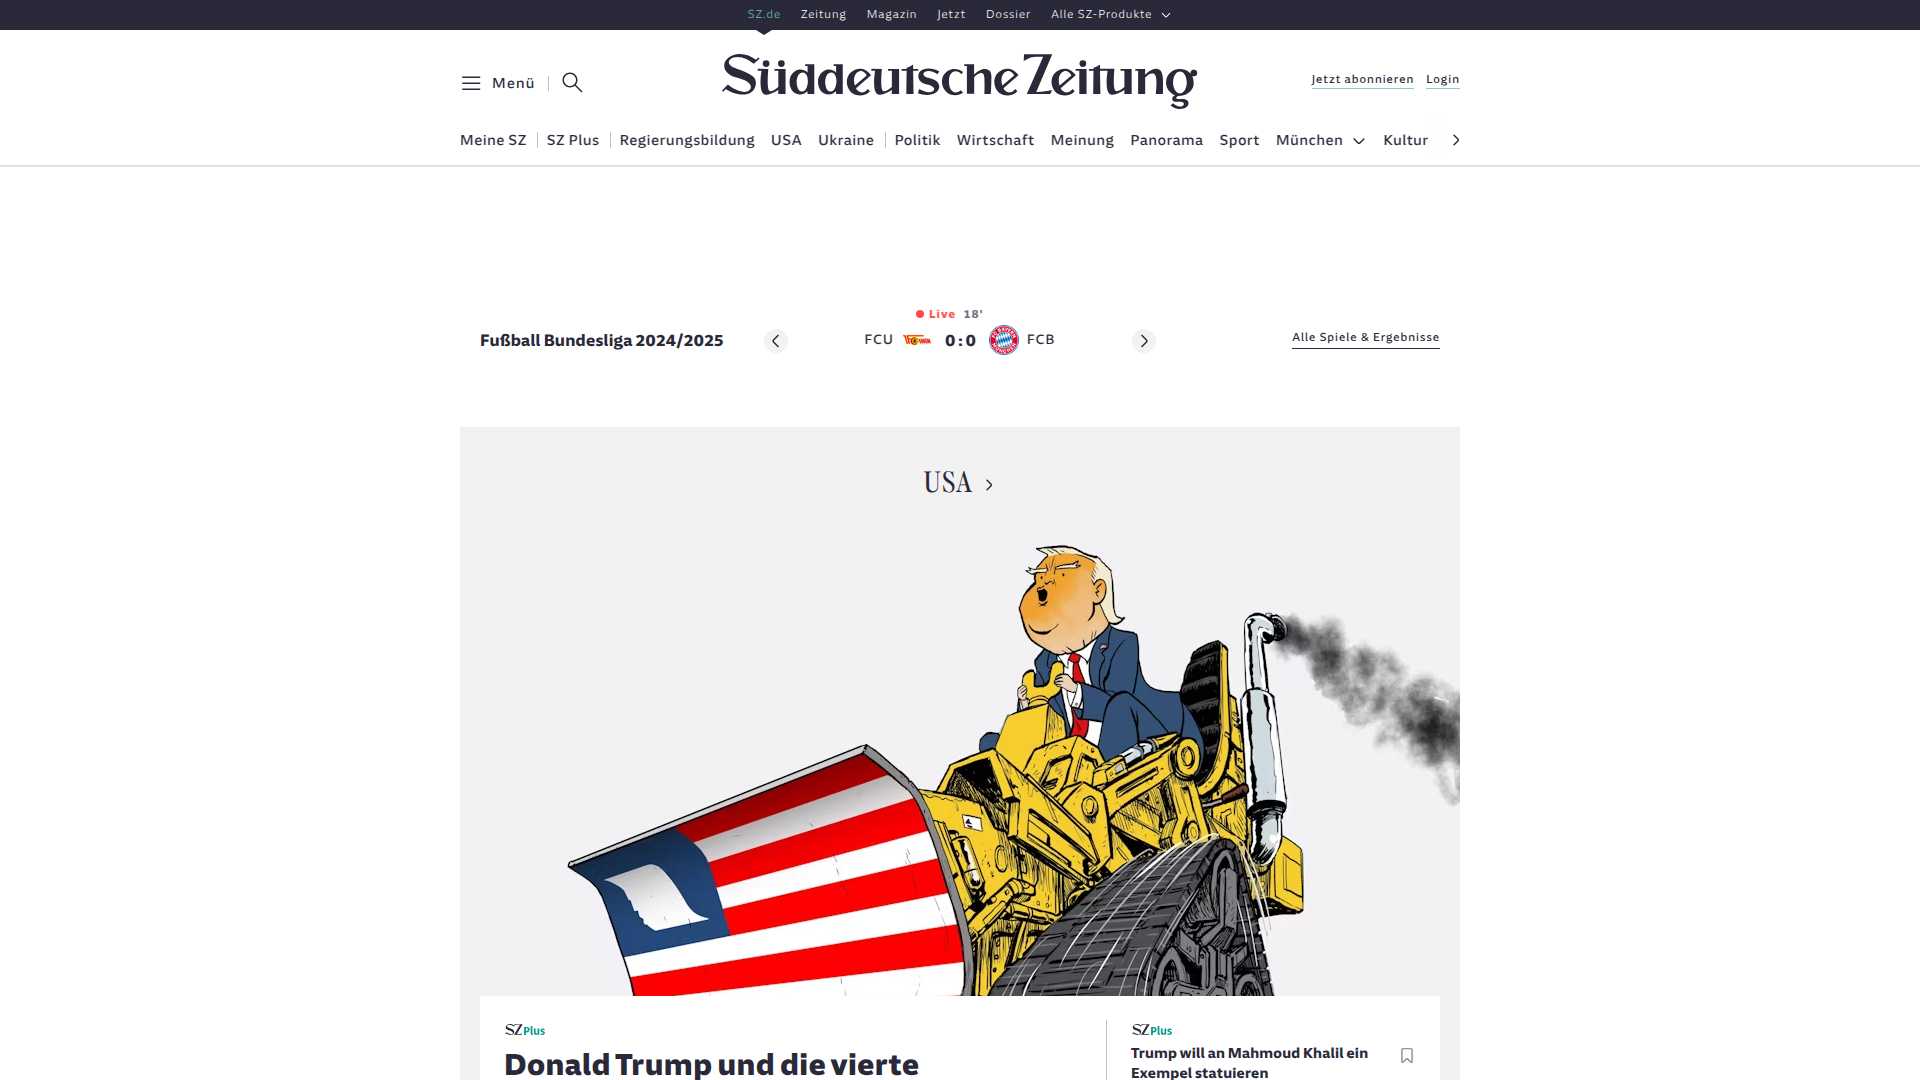 SZ.de Zeitung Magazin Jetzt Dossier Alle SZ-Produkte
Menü
Süddeutsche Zeitung
Jetzt abonnieren Login
Meine SZ SZ Plus Regierungsbildung USA Ukraine Politik Wirtschaft Meinung Panorama Sport München Kultur
Live 18'
Fußball Bundesliga 2024/2025
FCU 0:0 FCB
Alle Spiele & Ergebnisse
USA
SZ Plus
Donald Trump und die vierte
SZ Plus
Trump will an Mahmoud Khalil ein
Exempel statuieren